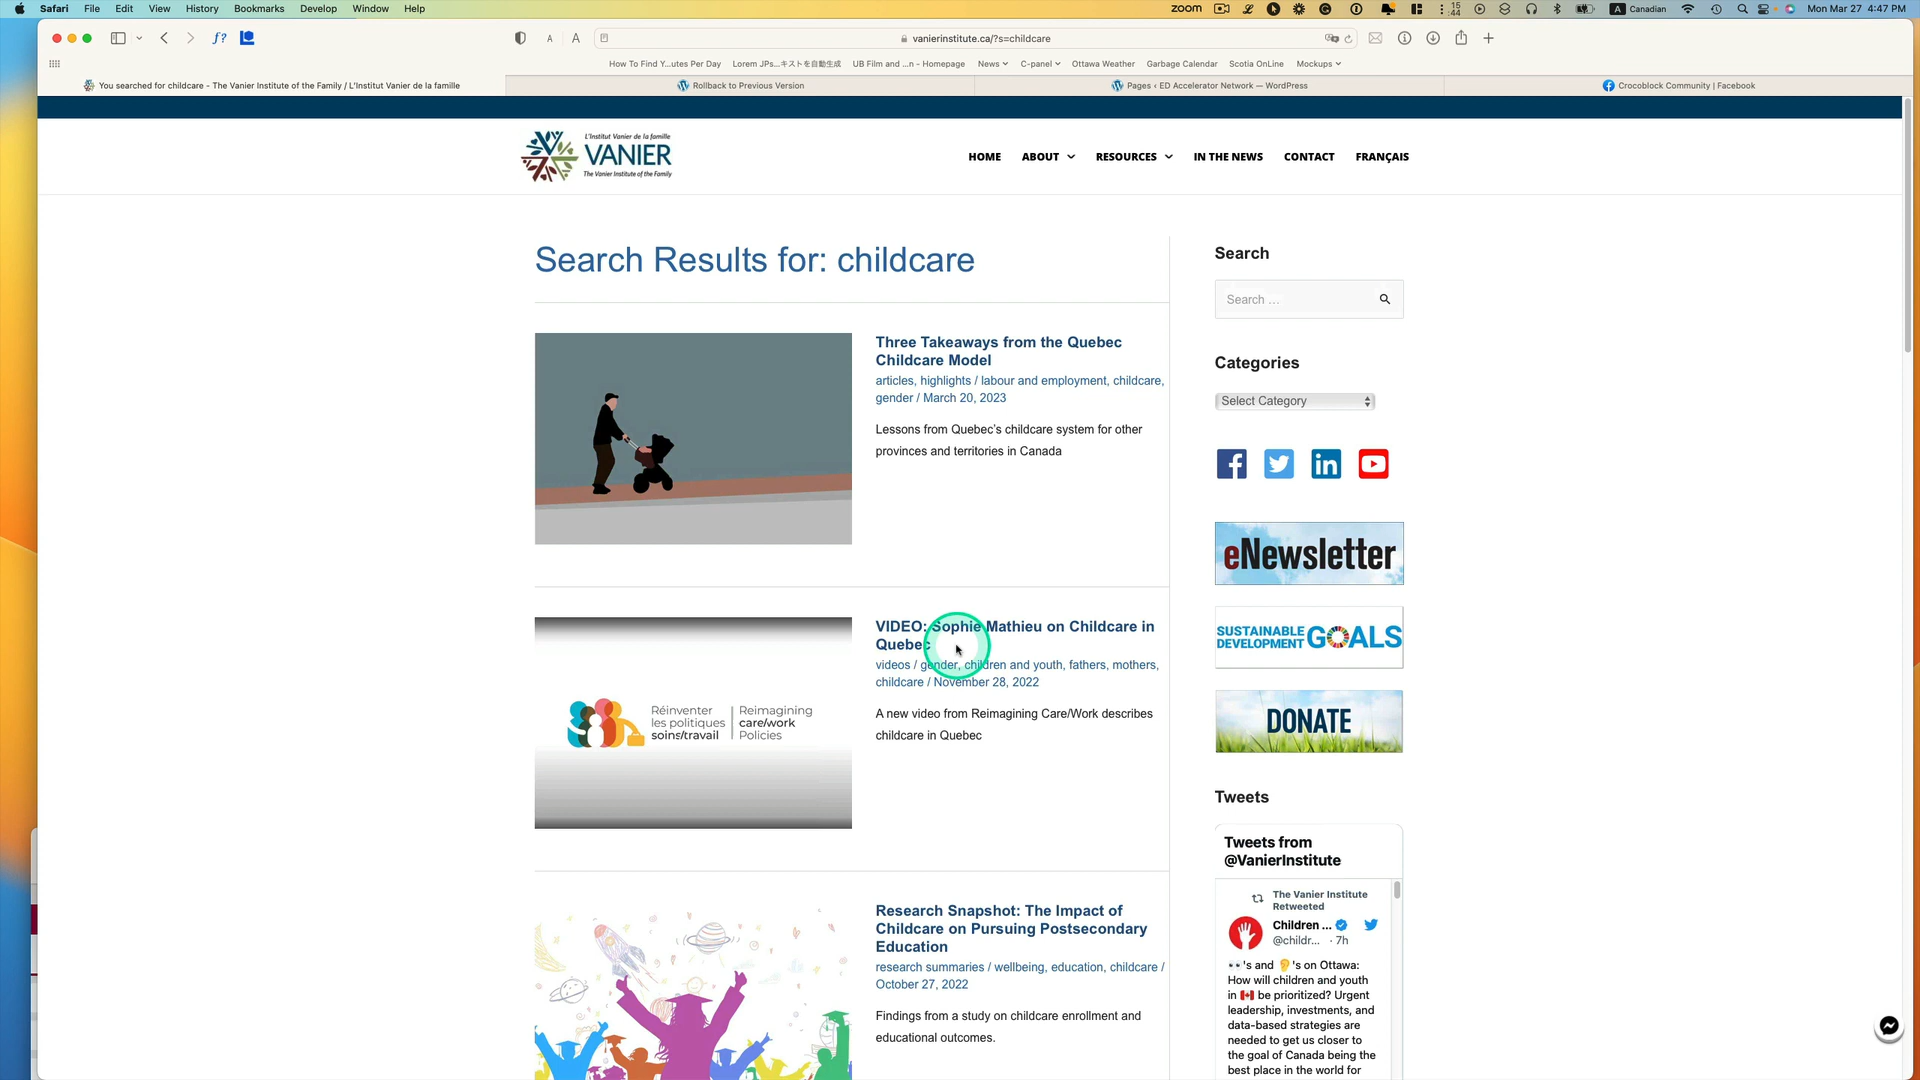 Safari File Edit View History Bookmarks Develop Window Help
zoom
15
44
Canadian
Mon Mar 27 4:47 PM
f?
A A
vanierinstitute.ca/?s=childcare
How To Find Y...utes Per Day Lorem JPs...キストを自動生成 UB Film and ...n - Homepage News C-panel Ottawa Weather Garbage Calendar Scotia OnLine Mockups
You searched for childcare - The Vanier Institute of the Family / L'Institut Vanier de la famille
Rollback to Previous Version
Pages ‹ ED Accelerator Network — WordPress
Crocoblock Community | Facebook
L'Institut Vanier de la famille
VANIER
The Vanier Institute of the Family
HOME ABOUT RESOURCES IN THE NEWS CONTACT FRANÇAIS
Search Results for: childcare
Three Takeaways from the Quebec
Childcare Model
articles, highlights / labour and employment, childcare,
gender / March 20, 2023
Lessons from Quebec's childcare system for other
provinces and territories in Canada
Réinventer
les politiques
soins/travail
Reimagining
care/work
Policies
VIDEO: Sophie Mathieu on Childcare in
Quebec
videos / gender, children and youth, fathers, mothers,
childcare / November 28, 2022
A new video from Reimagining Care/Work describes
childcare in Quebec
Research Snapshot: The Impact of
Childcare on Pursuing Postsecondary
Education
research summaries / wellbeing, education, childcare /
October 27, 2022
Findings from a study on childcare enrollment and
educational outcomes.
Search
Search ...
Categories
Select Category
eNewsletter
SUSTAINABLE
DEVELOPMENT
GOALS
DONATE
Tweets
Tweets from
@VanierInstitute
The Vanier Institute
Retweeted
Children ...
@childr... · 7h
👀's and 👂's on Ottawa:
How will children and youth
in 🇨🇦 be prioritized? Urgent
leadership, investments, and
data-based strategies are
needed to get us closer to
the goal of Canada being the
best place in the world for